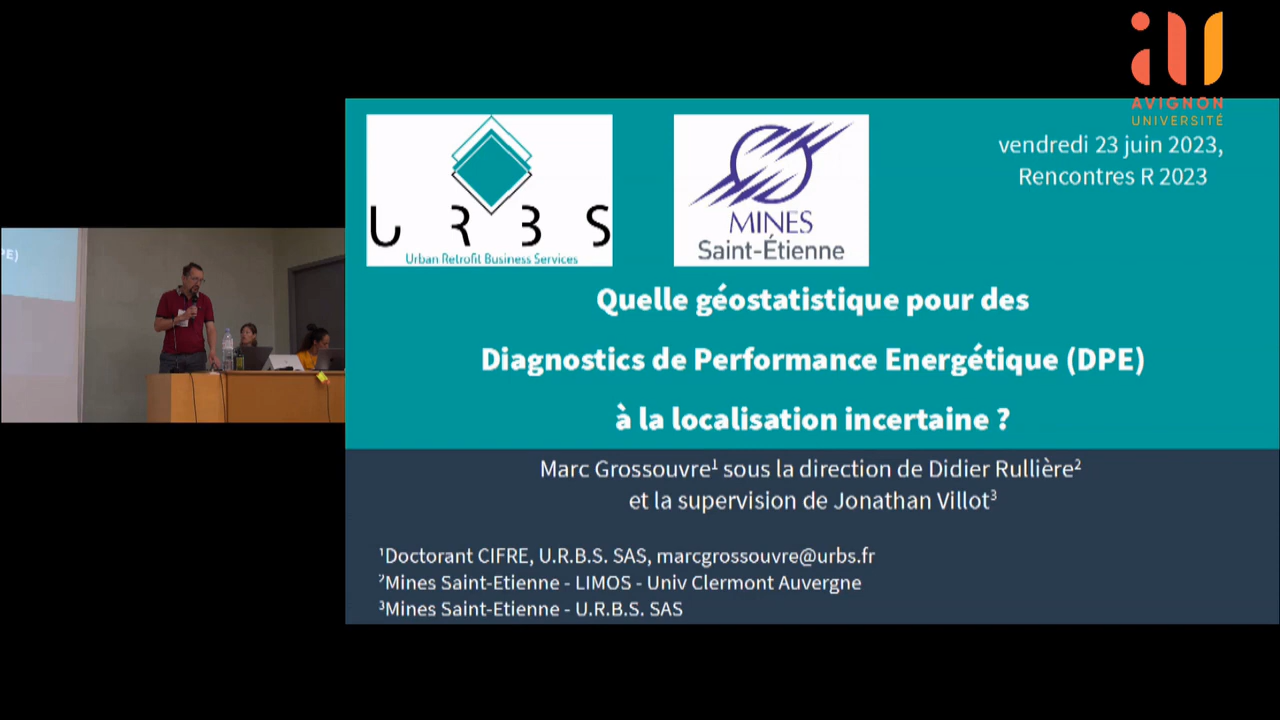 AVIGNON
UNIVERSITÉ
vendredi 23 juin 2023,
Rencontres R 2023
URBS
Urban Retrofit Business Services
MINES
Saint-Étienne
Quelle géostatistique pour des
Diagnostics de Performance Energétique (DPE)
à la localisation incertaine ?
Marc Grossouvre¹ sous la direction de Didier Rullière²
et la supervision de Jonathan Villot³
¹Doctorant CIFRE, U.R.B.S. SAS, marcgrossouvre@urbs.fr
²Mines Saint-Etienne - LIMOS - Univ Clermont Auvergne
³Mines Saint-Etienne - U.R.B.S. SAS
PE)